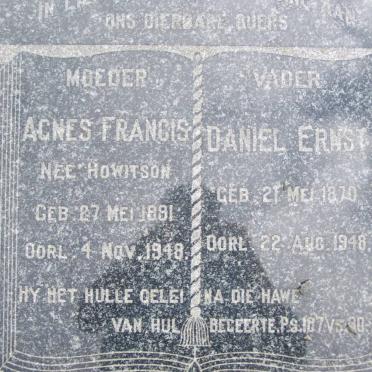 ONS DIERBARE OUERS
MOEDER
AGNES FRANCIS
NEE HOWITSON
GEB. 27 MEI 1881
OORL. 4 NOV. 1948.
VADER
DANIEL ERNST
GEB. 21 MEI 1870
OORL. 22 AUG. 1948.
HY HET HULLE GELEI NA DIE HAWE
VAN HUL BEGEERTE. PS. 107 VS. 30.